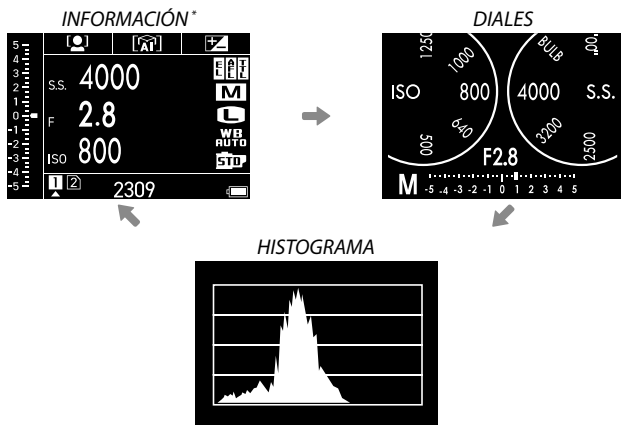 INFORMACIÓN*
5
4
3
2
1
0
-1
-2
-3
-4
-5
AI
S.S. 4000
F 2.8
ISO 800
M
L
WB
AUTO
STD
1 2
2309
DIALES
1250 1000
BULB
ISO 800 4000 S.S.
500 640
3200 2500
F2.8
M -5 -4 -3 -2 -1 0 1 2 3 4 5
HISTOGRAMA